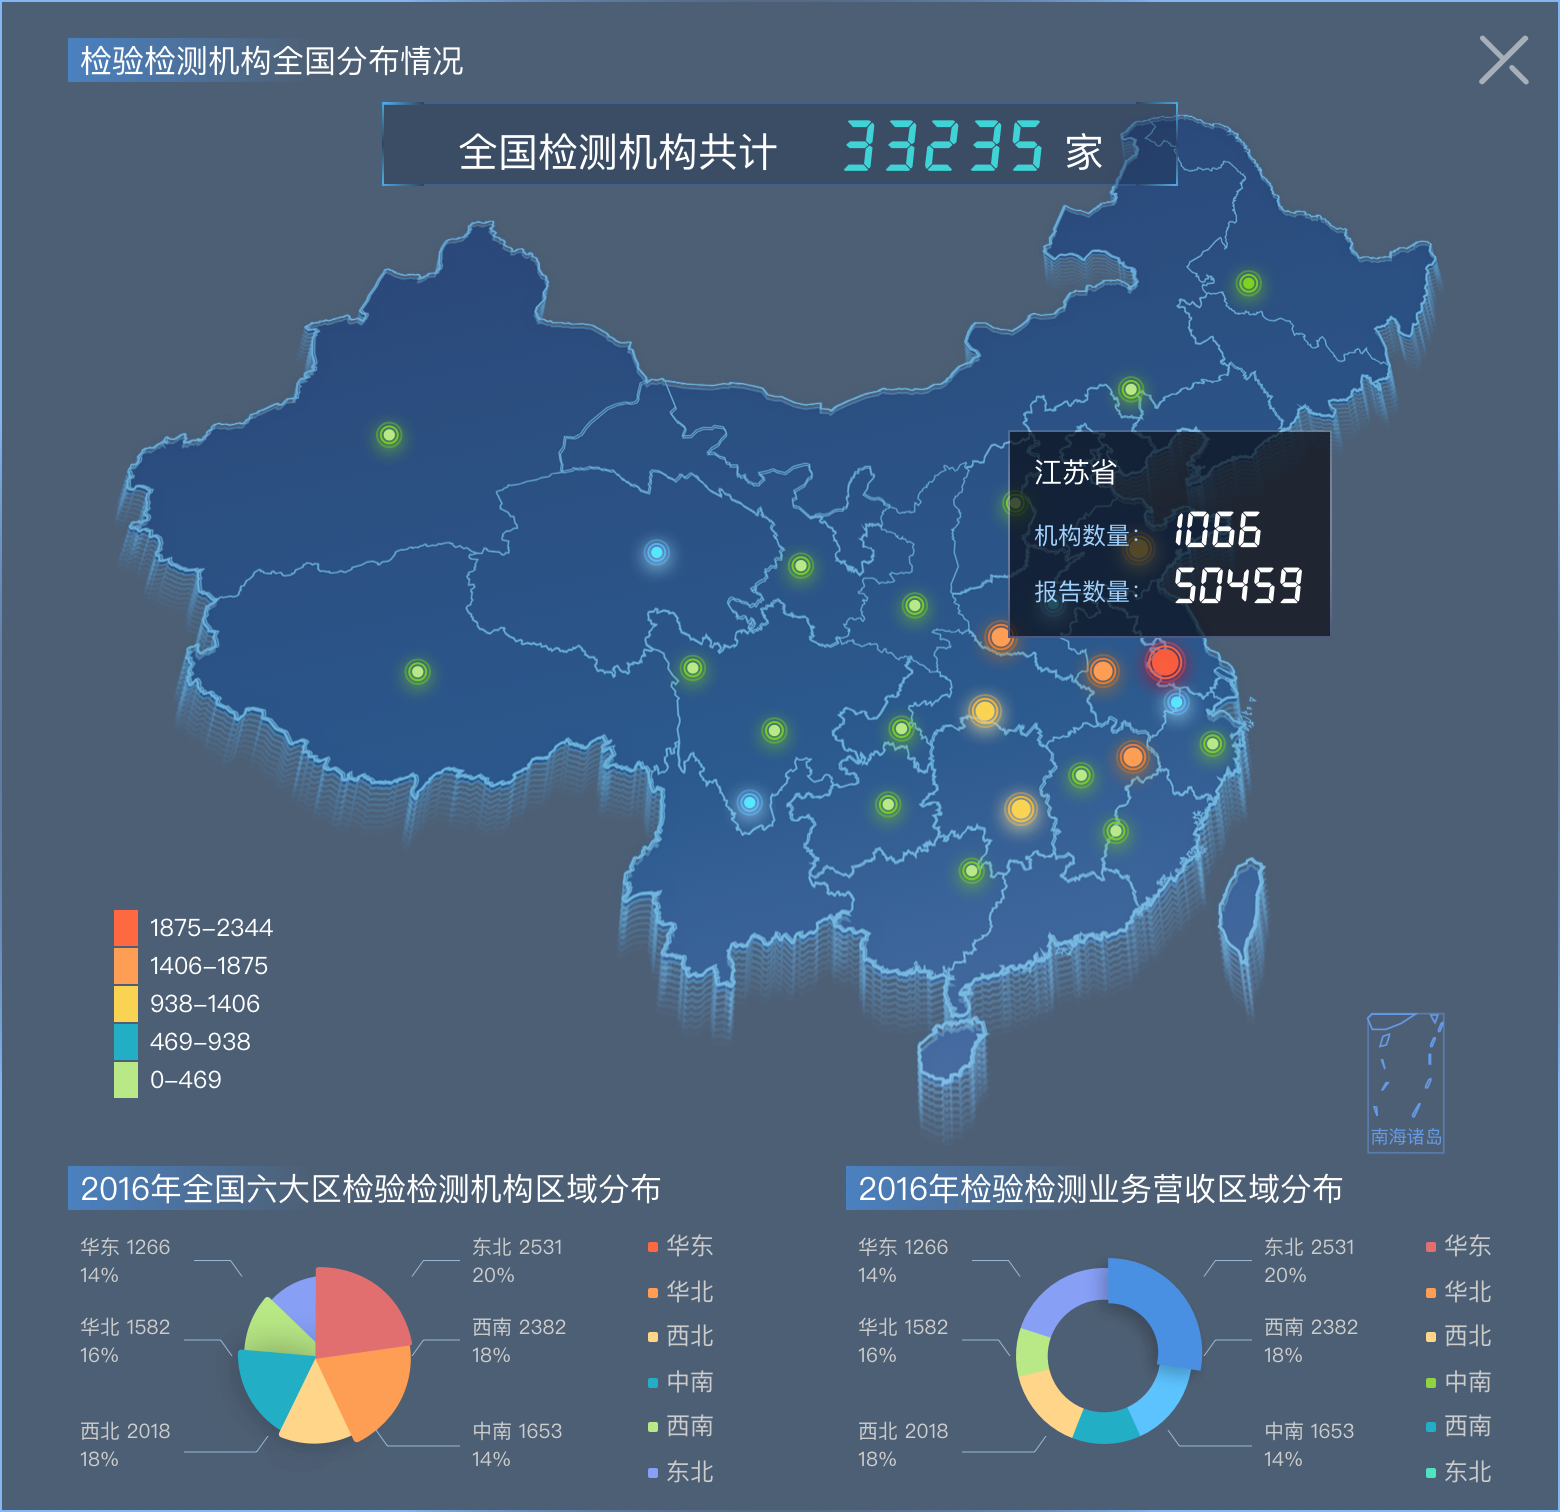 检验检测机构全国分布情况
全国检测机构共计 33235 家
江苏省
机构数量： 1066
报告数量： 50459
1875-2344
1406-1875
938-1406
469-938
0-469
南海诸岛
2016年全国六大区检验检测机构区域分布
华东 1266
14%
华北 1582
16%
西北 2018
18%
东北 2531
20%
西南 2382
18%
中南 1653
14%
华东
华北
西北
中南
西南
东北
2016年检验检测业务营收区域分布
华东 1266
14%
华北 1582
16%
西北 2018
18%
东北 2531
20%
西南 2382
18%
中南 1653
14%
华东
华北
西北
中南
西南
东北